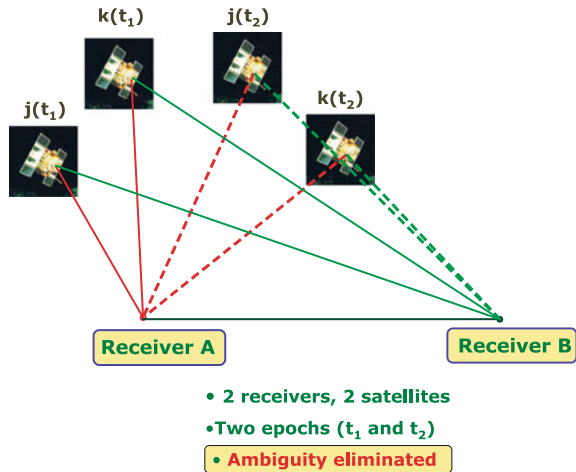 k(t₁)
j(t₂)
j(t₁)
k(t₂)
Receiver A
Receiver B
• 2 receivers, 2 satellites
•Two epochs (t₁ and t₂)
• Ambiguity eliminated